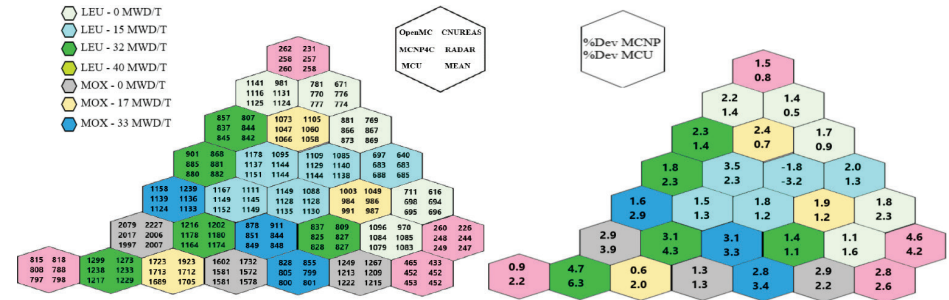 LEU - 0 MWD/T
LEU - 15 MWD/T
LEU - 32 MWD/T
LEU - 40 MWD/T
MOX - 0 MWD/T
MOX - 17 MWD/T
MOX - 33 MWD/T
OpenMC CNUREAS
MCNP4C RADAR
MCU MEAN
%Dev MCNP
%Dev MCU
262 231
258 257
260 258
1141 981 781 671
1116 1131 770 776
1125 1124 777 777
857 807 1073 1105 881 769
837 844 1047 1060 866 867
845 842 1066 1058 873 869
901 868 1178 1095 1109 1085 697 640
885 881 1137 1144 1129 1140 683 683
880 882 1151 1144 1144 1138 688 685
1158 1239 1167 1111 1149 1088 1003 1049 711 616
1139 1136 1145 1149 1128 1128 984 986 698 694
1124 1133 1152 1145 1135 1130 991 987 695 696
2079 2227 1216 1202 878 911 837 809 1096 970 260 226
2017 2006 1178 1180 851 844 825 827 1084 1070 248 244
1997 2007 1164 1174 849 848 828 827 1079 1083 249 247
815 818 1299 1273 1723 1923 1602 1732 828 855 1249 1267 465 433
808 788 1238 1233 1713 1712 1581 1572 805 799 1213 1209 452 452
797 798 1217 1229 1689 1705 1581 1578 800 801 1222 1215 453 452
1.5
0.8
2.2 1.4
1.4 0.5
2.3 2.4 1.7
1.4 0.7 0.9
1.8 3.5 -1.8 2.0
2.3 2.3 -3.2 1.3
1.6 1.5 1.8 1.9 1.8
2.9 1.3 1.2 1.2 2.3
2.9 3.1 3.1 1.4 1.1 4.6
3.9 4.3 3.3 1.1 1.6 4.2
0.9 4.7 0.6 1.3 2.8 2.9 2.8
2.2 6.3 2.0 1.3 3.4 2.2 2.6